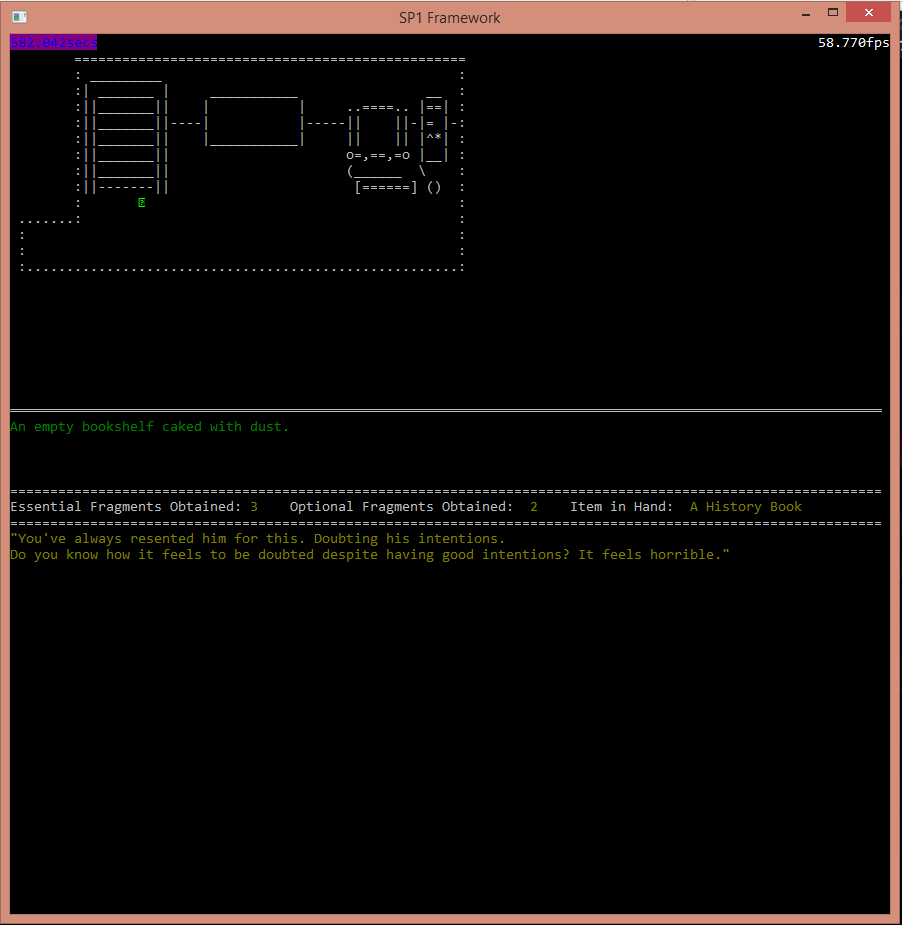 SP1 Framework
582.042secs
58.770fps
An empty bookshelf caked with dust.
Essential Fragments Obtained: 3 Optional Fragments Obtained: 2 Item in Hand: A History Book
"You've always resented him for this. Doubting his intentions.
Do you know how it feels to be doubted despite having good intentions? It feels horrible."